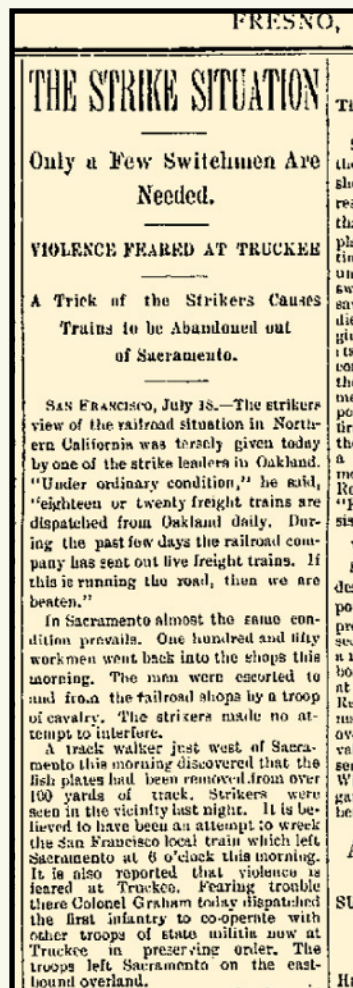 FRESNO,
THE STRIKE SITUATION
Only a Few Switchmen Are
Needed.
VIOLENCE FEARED AT TRUCKEE
A Trick of the Strikers Causes
Trains to be Abandoned out
of Sacramento.
SAN FRANCISCO, July 18.—The strikers
view of the railroad situation in North-
ern California was tersely given today
by one of the strike leaders in Oakland.
"Under ordinary condition," he said,
"eighteen or twenty freight trains are
dispatched from Oakland daily. Dur-
ing the past few days the railroad com-
pany has sent out five freight trains. If
this is running the road, then we are
beaten."
In Sacramento almost the same con-
dition prevails. One hundred and fifty
workmen went back into the shops this
morning. The men were escorted to
and from the railroad shops by a troop
of cavalry. The strikers made no at-
tempt to interfere.
A track walker just west of Sacra-
mento this morning discovered that the
fish plates had been removed from over
100 yards of track. Strikers were
seen in the vicinity last night. It is be-
lieved to have been an attempt to wreck
the San Francisco local train which left
Sacramento at 6 o'clock this morning.
It is also reported that violence is
feared at Truckee. Fearing trouble
there Colonel Graham today dispatched
the first infantry to co-operate with
other troops of state militia now at
Truckee in preserving order. The
troops left Sacramento on the east-
bound overland.